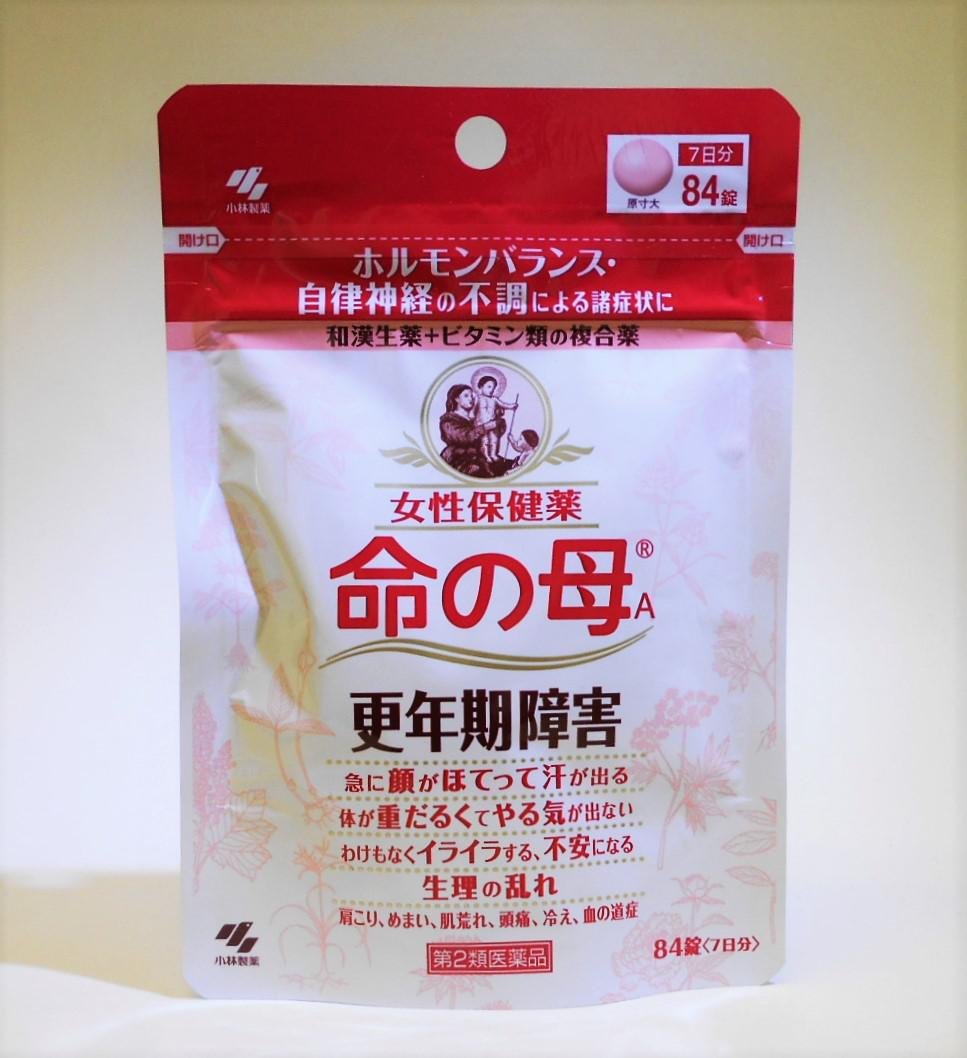 小林製薬
7日分
84錠
原寸大
開け口
開け口
ホルモンバランス・
自律神経の不調による諸症状に
和漢生薬+ビタミン類の複合薬
女性保健薬
命の母®A
更年期障害
急に顔がほてって汗が出る
体が重だるくてやる気が出ない
わけもなくイライラする、不安になる
生理の乱れ
肩こり、めまい、肌荒れ、頭痛、冷え、血の道症
小林製薬
第2類医薬品
84錠〈7日分〉